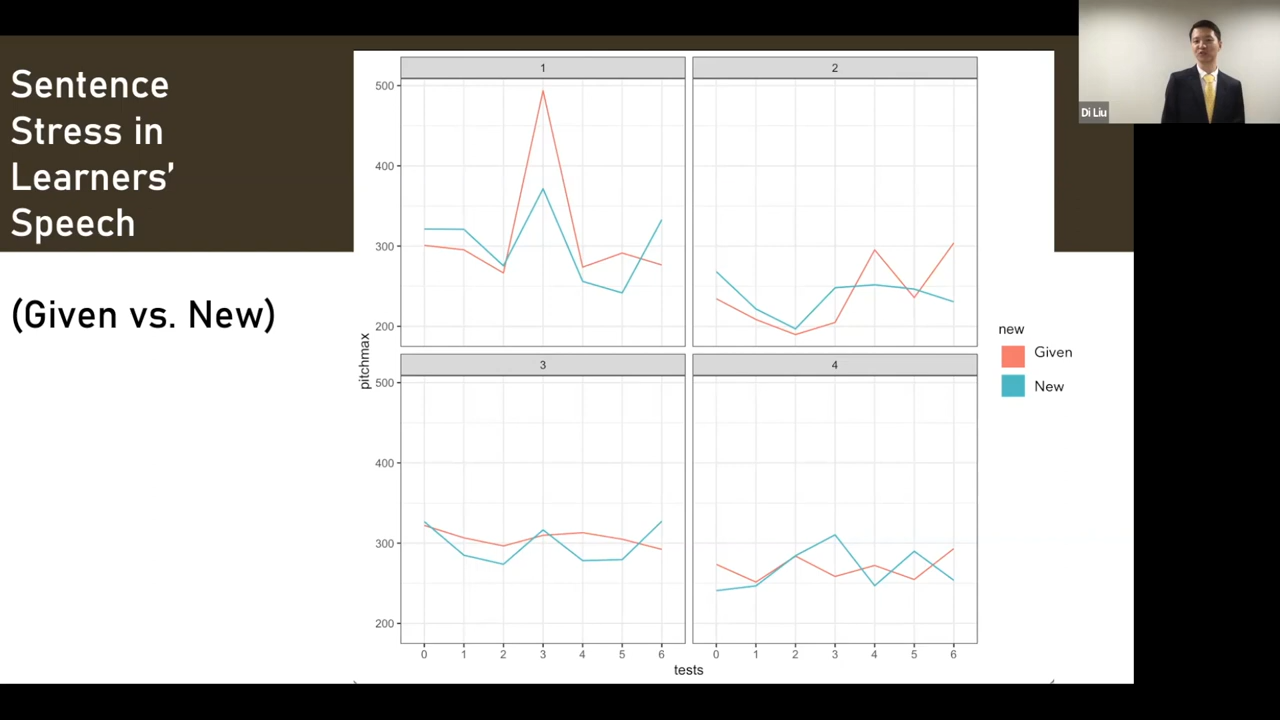 Sentence
Stress in
Learners’
Speech
(Given vs. New)
1
2
500
400
300
200
3
4
500
400
300
200
pitchmax
0 1 2 3 4 5 6
0 1 2 3 4 5 6
tests
new
Given
New
Di Liu